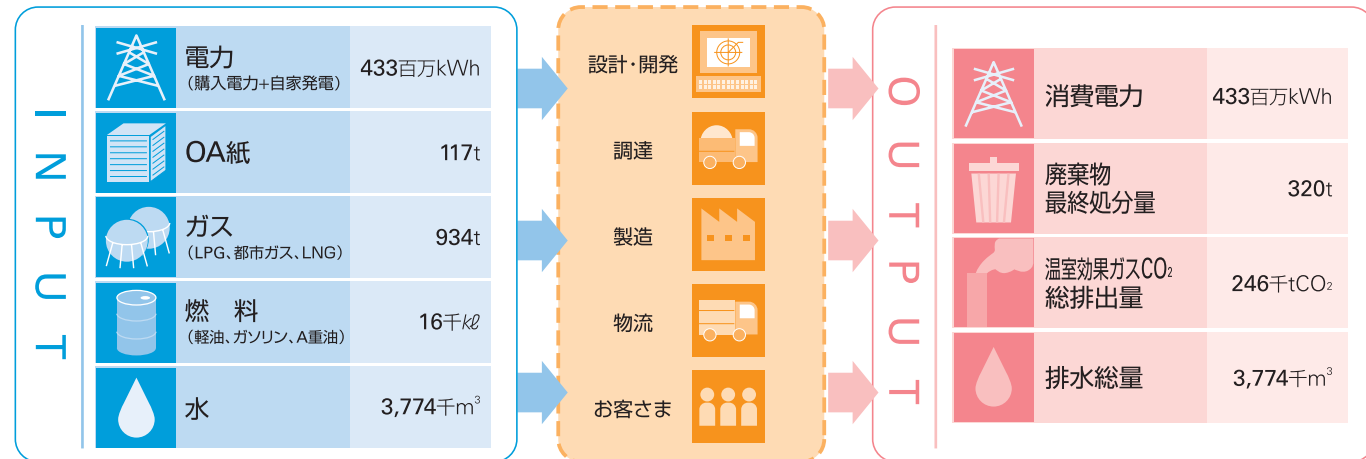 INPUT
電力
（購入電力+自家発電）
433百万kWh
OA紙
117t
ガス
（LPG、都市ガス、LNG）
934t
燃　料
（軽油、ガソリン、A重油）
16千㎘
水
3,774千m³
設計・開発
調達
製造
物流
お客さま
OUTPUT
消費電力
433百万kWh
廃棄物
最終処分量
320t
温室効果ガスCO₂
総排出量
246千tCO₂
排水総量
3,774千m³